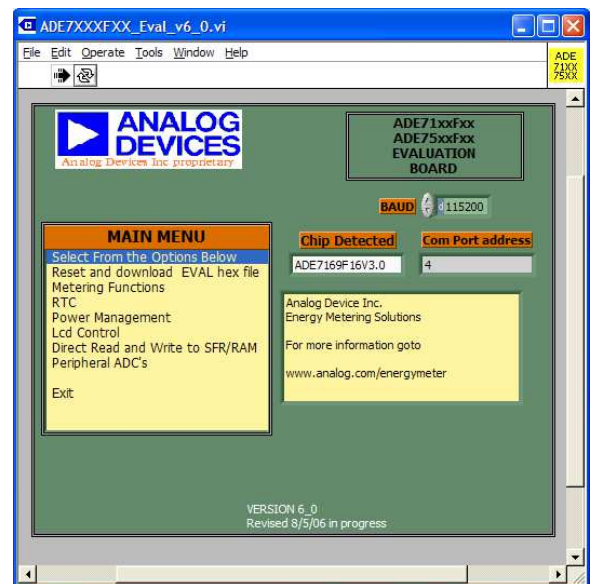 ADE7XXXFXX_Eval_v6_0.vi
File Edit Operate Tools Window Help
ADE
71XX
75XX
ANALOG
DEVICES
Analog Devices Inc proprietary
ADE71xxFxx
ADE75xxFxx
EVALUATION
BOARD
BAUD d 115200
MAIN MENU
Select From the Options Below
Reset and download EVAL hex file
Metering Functions
RTC
Power Management
Lcd Control
Direct Read and Write to SFR/RAM
Peripheral ADC's
Exit
Chip Detected
ADE7169F16V3.0
Com Port address
4
Analog Device Inc.
Energy Metering Solutions
For more information goto
www.analog.com/energymeter
VERSION 6_0
Revised 8/5/06 in progress